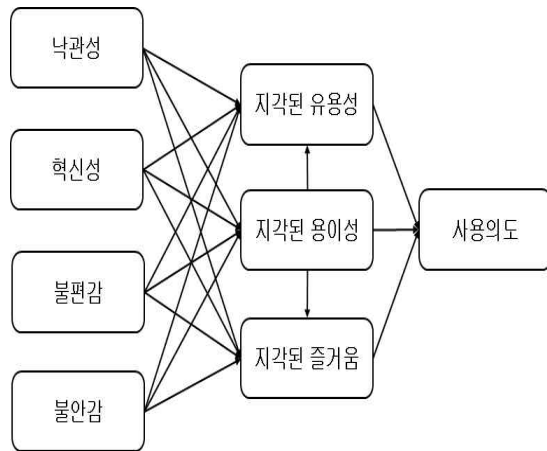 낙관성
혁신성
불편감
불안감
지각된 유용성
지각된 용이성
지각된 즐거움
사용의도